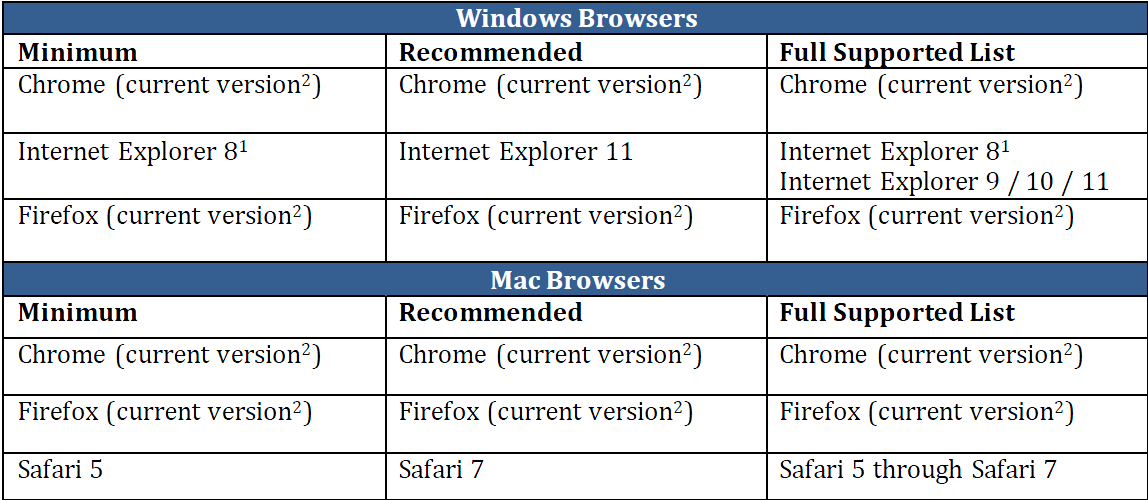 Windows Browsers
Minimum Recommended Full Supported List
Chrome (current version²) Chrome (current version²) Chrome (current version²)
Internet Explorer 8¹ Internet Explorer 11 Internet Explorer 8¹
Internet Explorer 9 / 10 / 11
Firefox (current version²) Firefox (current version²) Firefox (current version²)
Mac Browsers
Minimum Recommended Full Supported List
Chrome (current version²) Chrome (current version²) Chrome (current version²)
Firefox (current version²) Firefox (current version²) Firefox (current version²)
Safari 5 Safari 7 Safari 5 through Safari 7